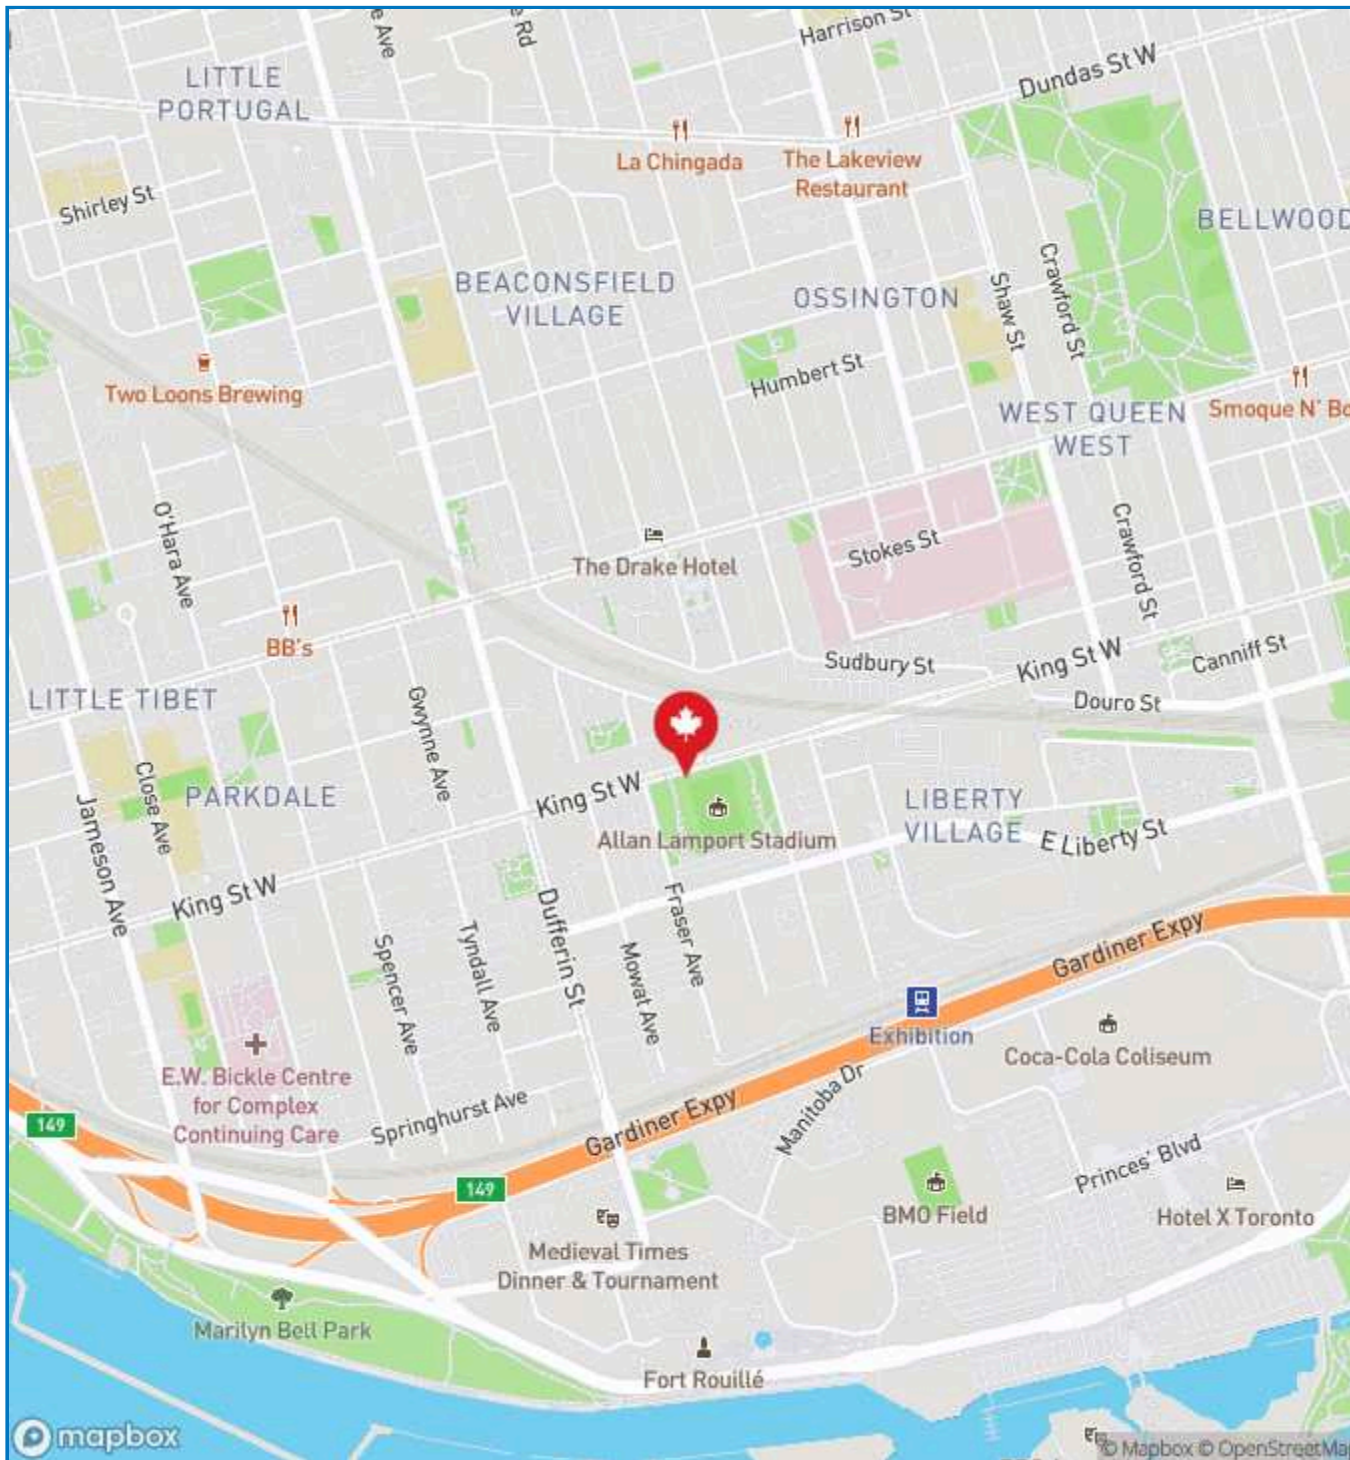 e Ave
e Rd
Harrison St
LITTLE
PORTUGAL
Dundas St W
La Chingada
The Lakeview
Restaurant
Shirley St
BELLWOOD
BEACONSFIELD
VILLAGE
OSSINGTON
Shaw St
Crawford St
Two Loons Brewing
Humbert St
WEST QUEEN
WEST
Smoque N' Bo
O'Hara Ave
The Drake Hotel
Stokes St
Crawford St
BB's
Sudbury St
King St W
Canniff St
LITTLE TIBET
Gwynne Ave
Douro St
Close Ave
PARKDALE
King St W
Jameson Ave
Allan Lamport Stadium
LIBERTY
VILLAGE
E Liberty St
King St W
Spencer Ave
Tyndall Ave
Dufferin St
Mowat Ave
Fraser Ave
Gardiner Expy
Exhibition
Coca-Cola Coliseum
E.W. Bickle Centre
for Complex
Continuing Care
149
Springhurst Ave
Gardiner Expy
Manitoba Dr
149
Princes' Blvd
BMO Field
Hotel X Toronto
Medieval Times
Dinner & Tournament
Marilyn Bell Park
Fort Rouillé
mapbox
© Mapbox © OpenStreetMap